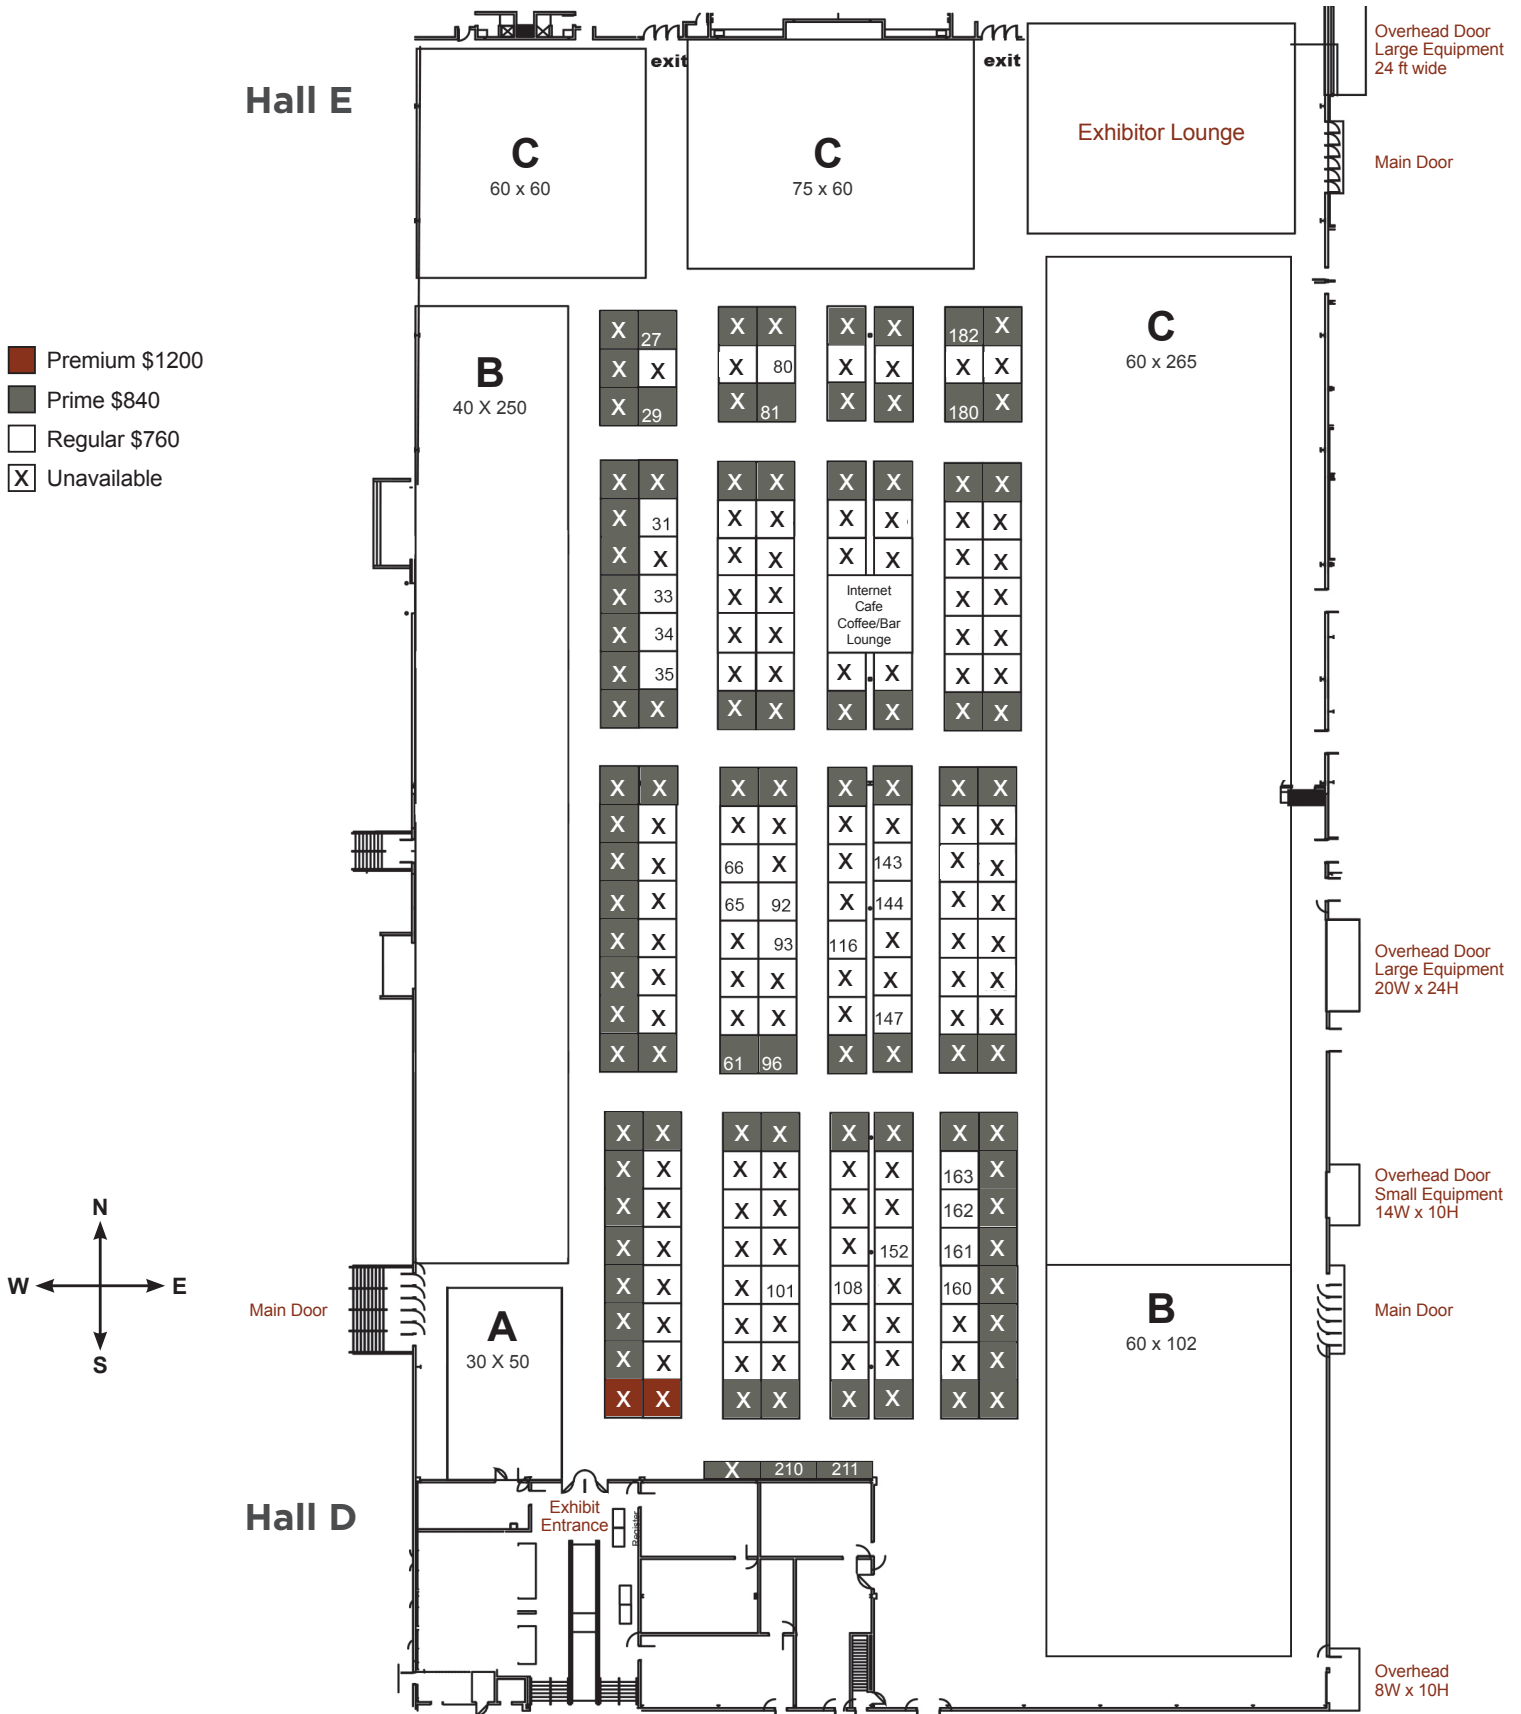 Overhead Door
Large Equipment
24 ft wide
exit
exit
Hall E
C
60 x 60
C
75 x 60
Exhibitor Lounge
Main Door
Premium $1200
Prime $840
Regular $760
X Unavailable
B
40 X 250
C
60 x 265
X 27 X X X X 182 X
X X X 80 X X X X
X 29 X 81 X X 180 X
X X X X X X X X
X 31 X X X X X X
X X X X X X X X
X 33 X X X X
X 34 X X X X
Internet
Cafe
Coffee/Bar
Lounge
X 35 X X X X X X
X X X X X X X X
X X X X X X X X
X X X X X X X X
X X 66 X X 143 X X
X X 65 92 X 144 X X
X X X 93 116 X X X
X X X X X X X X
X X X X X 147 X X
X X 61 96 X X X X
Overhead Door
Large Equipment
20W x 24H
X X X X X X X X
X X X X X X 163 X
X X X X X X 162 X
X X X X X 152 161 X
X X X 101 108 X 160 X
X X X X X X X X
X X X X X X X X
X X X X X X X X
Overhead Door
Small Equipment
14W x 10H
N
W E
S
Main Door
A
30 X 50
B
60 x 102
Main Door
X 210 211
Hall D
Exhibit
Entrance
Register
Overhead
8W x 10H